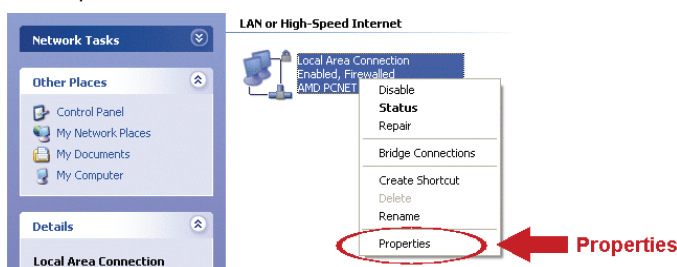 LAN or High-Speed Internet
Network Tasks
Other Places
Control Panel
My Network Places
My Documents
My Computer
Details
Local Area Connection
Local Area Connection
Enabled, Firewalled
AMD PCNET
Disable
Status
Repair
Bridge Connections
Create Shortcut
Delete
Rename
Properties
Properties